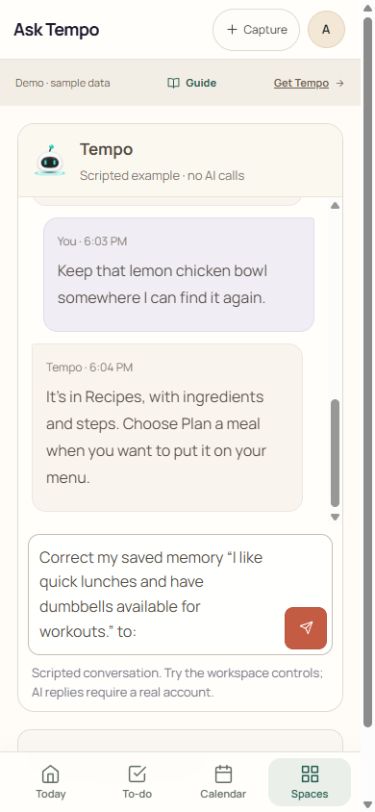 Ask Tempo
+ Capture
A
Demo · sample data
Guide
Get Tempo →
Tempo
Scripted example · no AI calls
You · 6:03 PM
Keep that lemon chicken bowl
somewhere I can find it again.
Tempo · 6:04 PM
It's in Recipes, with ingredients
and steps. Choose Plan a meal
when you want to put it on your
menu.
Correct my saved memory “I like
quick lunches and have
dumbbells available for
workouts.” to:
Scripted conversation. Try the workspace controls;
AI replies require a real account.
Today
To-do
Calendar
Spaces